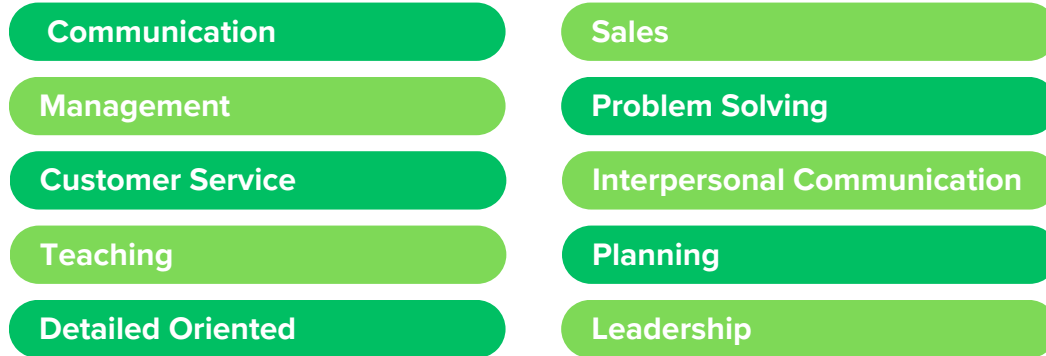 Communication
Management
Customer Service
Teaching
Detailed Oriented
Sales
Problem Solving
Interpersonal Communication
Planning
Leadership